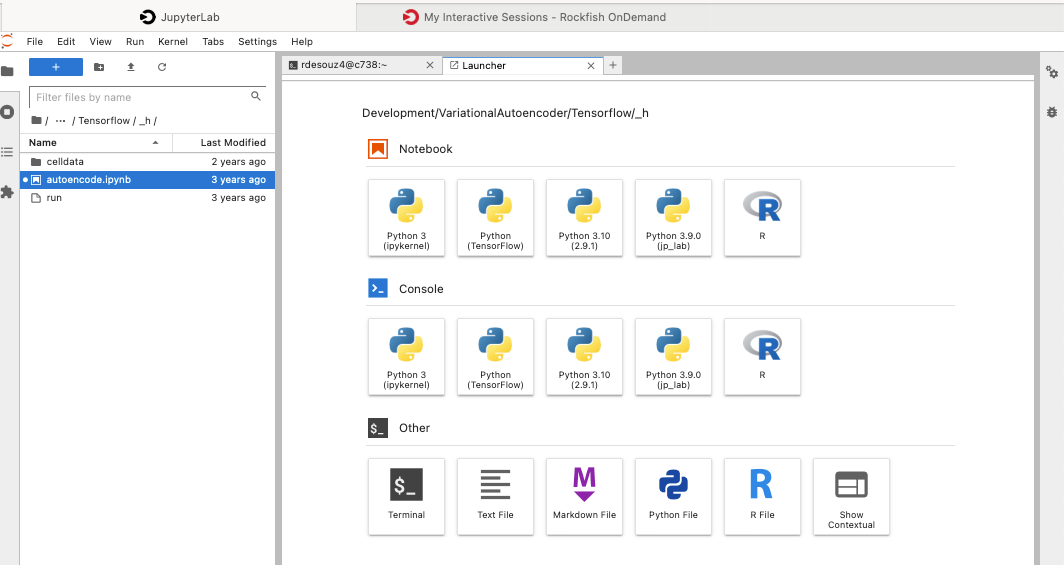 JupyterLab
My Interactive Sessions - Rockfish OnDemand
File Edit View Run Kernel Tabs Settings Help
+
rdesouz4@c738:~
Launcher
+
Filter files by name
/ ··· / Tensorflow / _h /
Name Last Modified
celldata 2 years ago
autoencode.ipynb 3 years ago
run 3 years ago
Development/VariationalAutoencoder/Tensorflow/_h
Notebook
Python 3
(ipykernel)
Python
(TensorFlow)
Python 3.10
(2.9.1)
Python 3.9.0
(jp_lab)
R
R
>_
Console
Python 3
(ipykernel)
Python
(TensorFlow)
Python 3.10
(2.9.1)
Python 3.9.0
(jp_lab)
R
R
$_
Other
$_
Terminal
Text File
M
Markdown File
Python File
R
R File
Show
Contextual